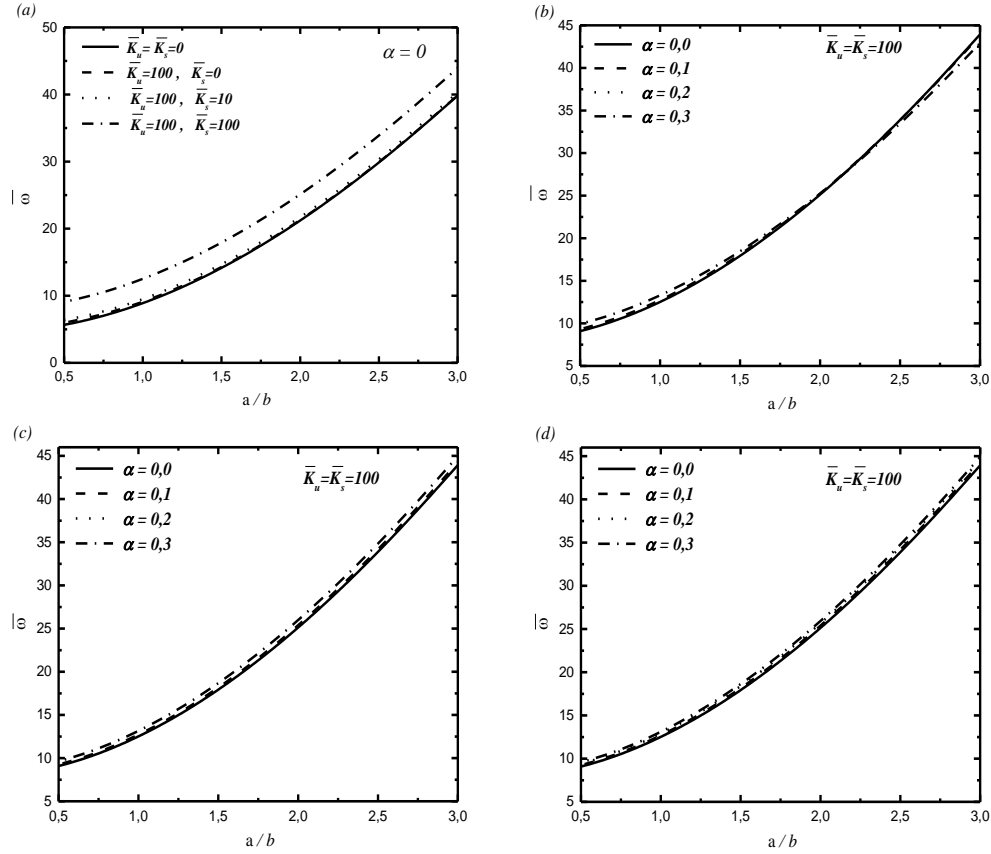 (a)
50
40
30
20
10
0
K̅u= K̅s=0
K̅u=100 , K̅s=0
K̅u=100 , K̅s=10
K̅u=100 , K̅s=100
α = 0
ω̅
0,5 1,0 1,5 2,0 2,5 3,0
a / b
(b)
45
40
35
30
25
20
15
10
5
α = 0,0
α = 0,1
α = 0,2
α = 0,3
K̅u=K̅s=100
ω̅
0,5 1,0 1,5 2,0 2,5 3,0
a / b
(c)
45
40
35
30
25
20
15
10
5
α = 0,0
α = 0,1
α = 0,2
α = 0,3
K̅u=K̅s=100
ω̅
0,5 1,0 1,5 2,0 2,5 3,0
a / b
(d)
45
40
35
30
25
20
15
10
5
α = 0,0
α = 0,1
α = 0,2
α = 0,3
K̅u=K̅s=100
ω̅
0,5 1,0 1,5 2,0 2,5 3,0
a / b